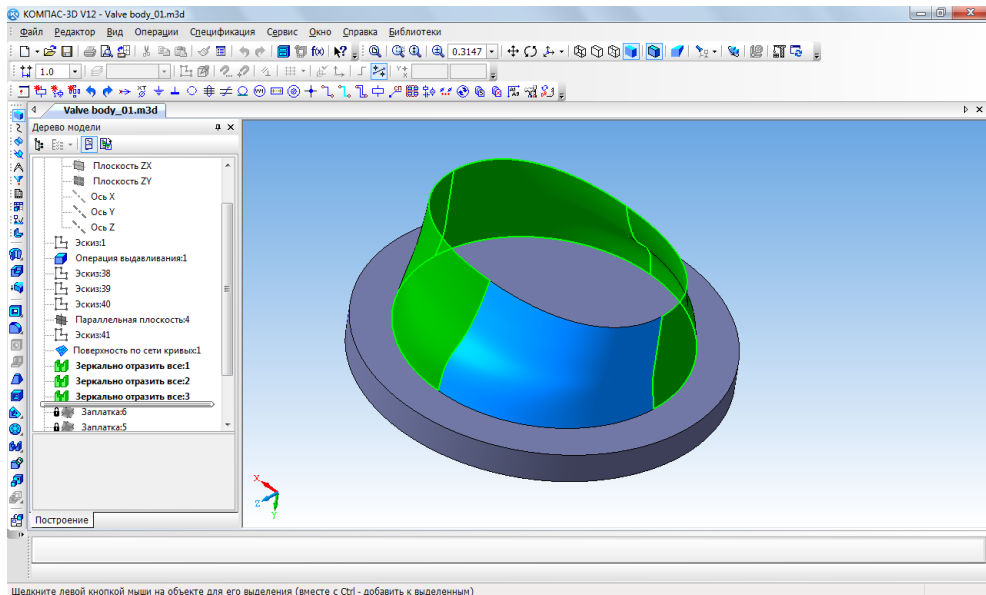 КОМПАС-3D V12 - Valve body_01.m3d
Файл Редактор Вид Операции Спецификация Сервис Окно Справка Библиотеки
0.3147
1.0
Valve body_01.m3d
Дерево модели
Плоскость ZX
Плоскость ZY
Ось X
Ось Y
Ось Z
Эскиз:1
Операция выдавливания:1
Эскиз:38
Эскиз:39
Эскиз:40
Параллельная плоскость:4
Эскиз:41
Поверхность по сети кривых:1
Зеркально отразить все:1
Зеркально отразить все:2
Зеркально отразить все:3
Заплатка:6
Заплатка:5
X
Z
Y
Построение
Щелкните левой кнопкой мыши на объекте для его выделения (вместе с Ctrl - добавить к выделенным)